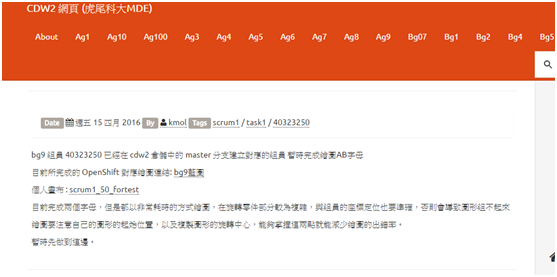 CDW2 網頁 (虎尾科大MDE)
About Ag1 Ag10 Ag100 Ag3 Ag4 Ag5 Ag6 Ag7 Ag8 Ag9 Bg07 Bg1 Bg2 Bg4 Bg5
Date 週五 15 四月 2016 By kmol Tags scrum1 / task1 / 40323250
bg9 組員 40323250 已經在 cdw2 倉儲中的 master 分支建立對應的組員 暫時完成繪圖AB字母
目前所完成的 OpenShift 對應繪圖連結: bg9藍圖
個人畫布 : scrum1_50_fortest
目前完成兩個字母，但是都以非常耗時的方式繪圖，在旋轉零件部分較為複雜，與組員的座標定位也要準確，否則會導致圖形組不起來
繪圖要注意自己的圖形的起始位置，以及複製圖形的旋轉中心，能夠掌握這兩點就能減少繪圖的出錯率。
暫時先做到這邊。